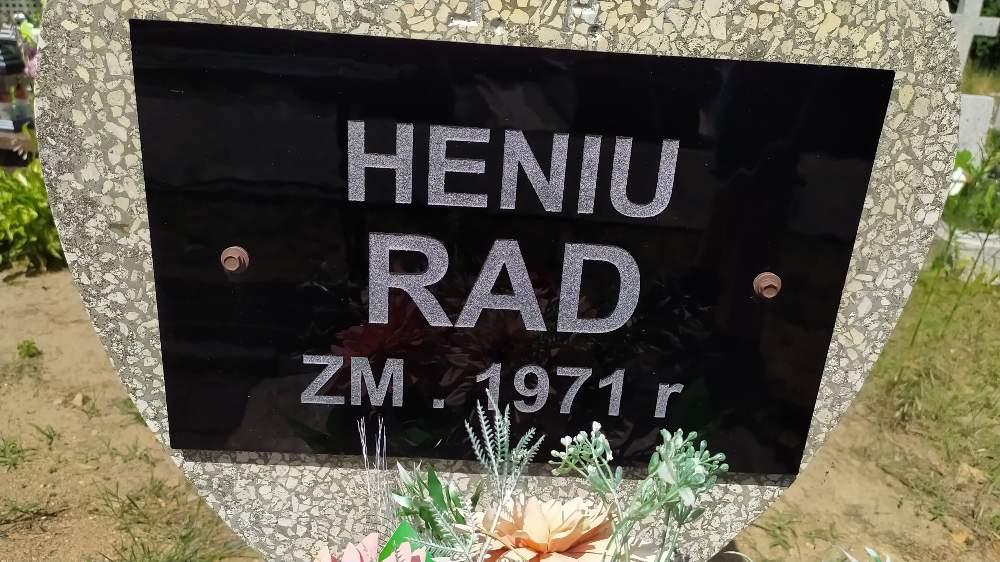 HENIU
RAD
ZM. 1971 r